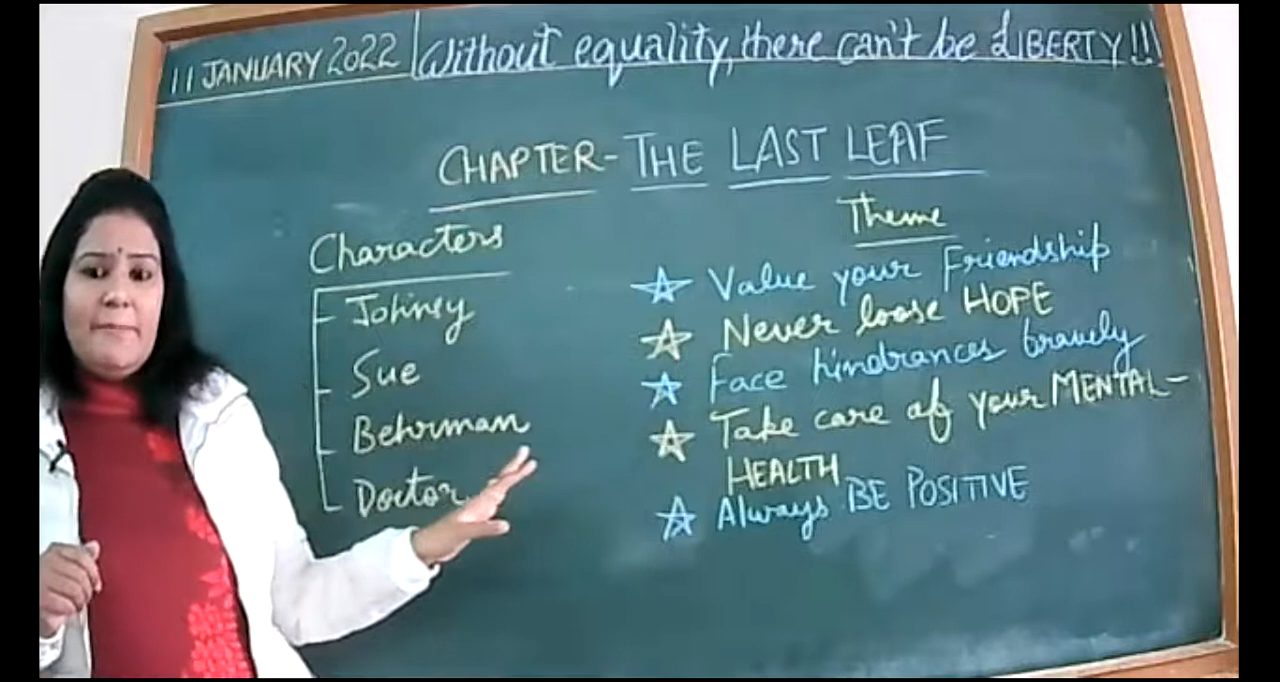 11 JANUARY 2022 Without equality, there can't be LIBERTY!!
CHAPTER- THE LAST LEAF
Characters
Johnsy
Sue
Behrman
Doctor
Theme
Value your Friendship
Never loose HOPE
Face hindrances bravely
Take care of your MENTAL-
HEALTH
Always BE POSITIVE